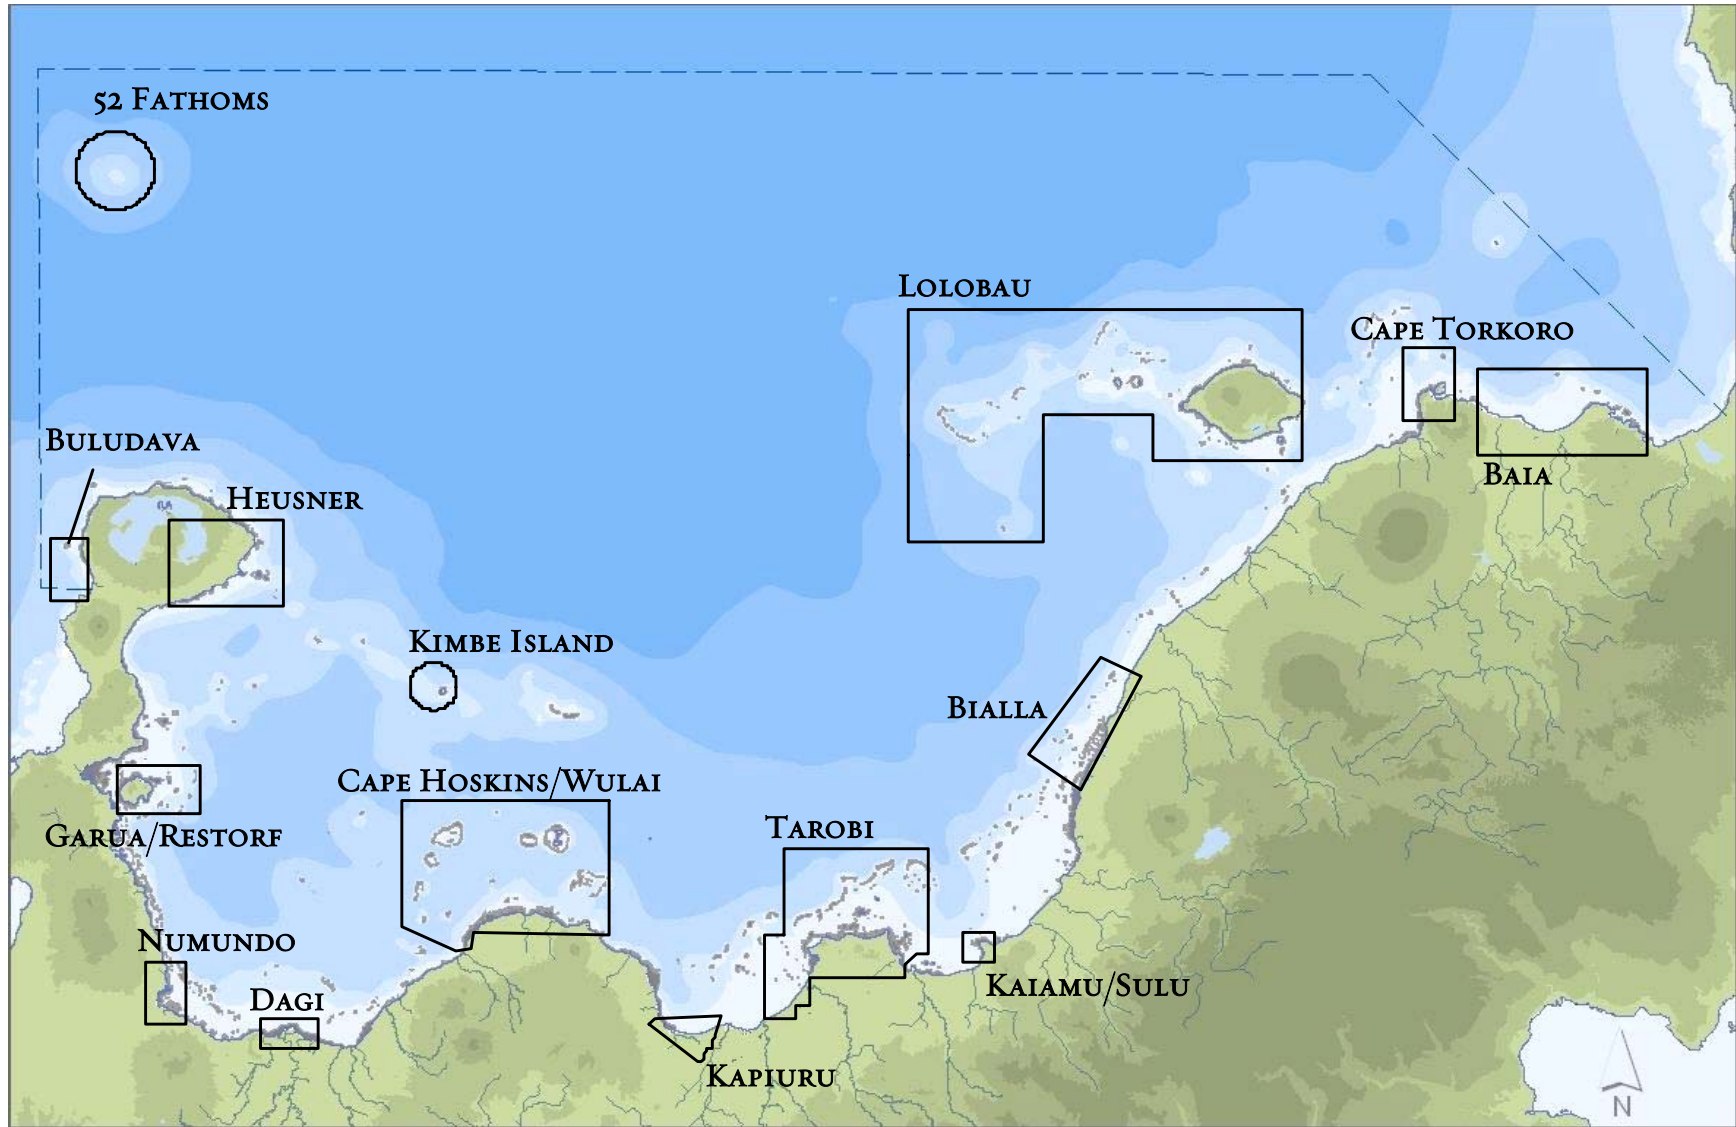 52 Fathoms
Lolobau
Cape Torkoro
Buludava
Baia
Heusner
Kimbe Island
Bialla
Cape Hoskins/Wulai
Tarobi
Garua/Restorf
Numundo
Kaiamu/Sulu
Dagi
Kapiuru
N